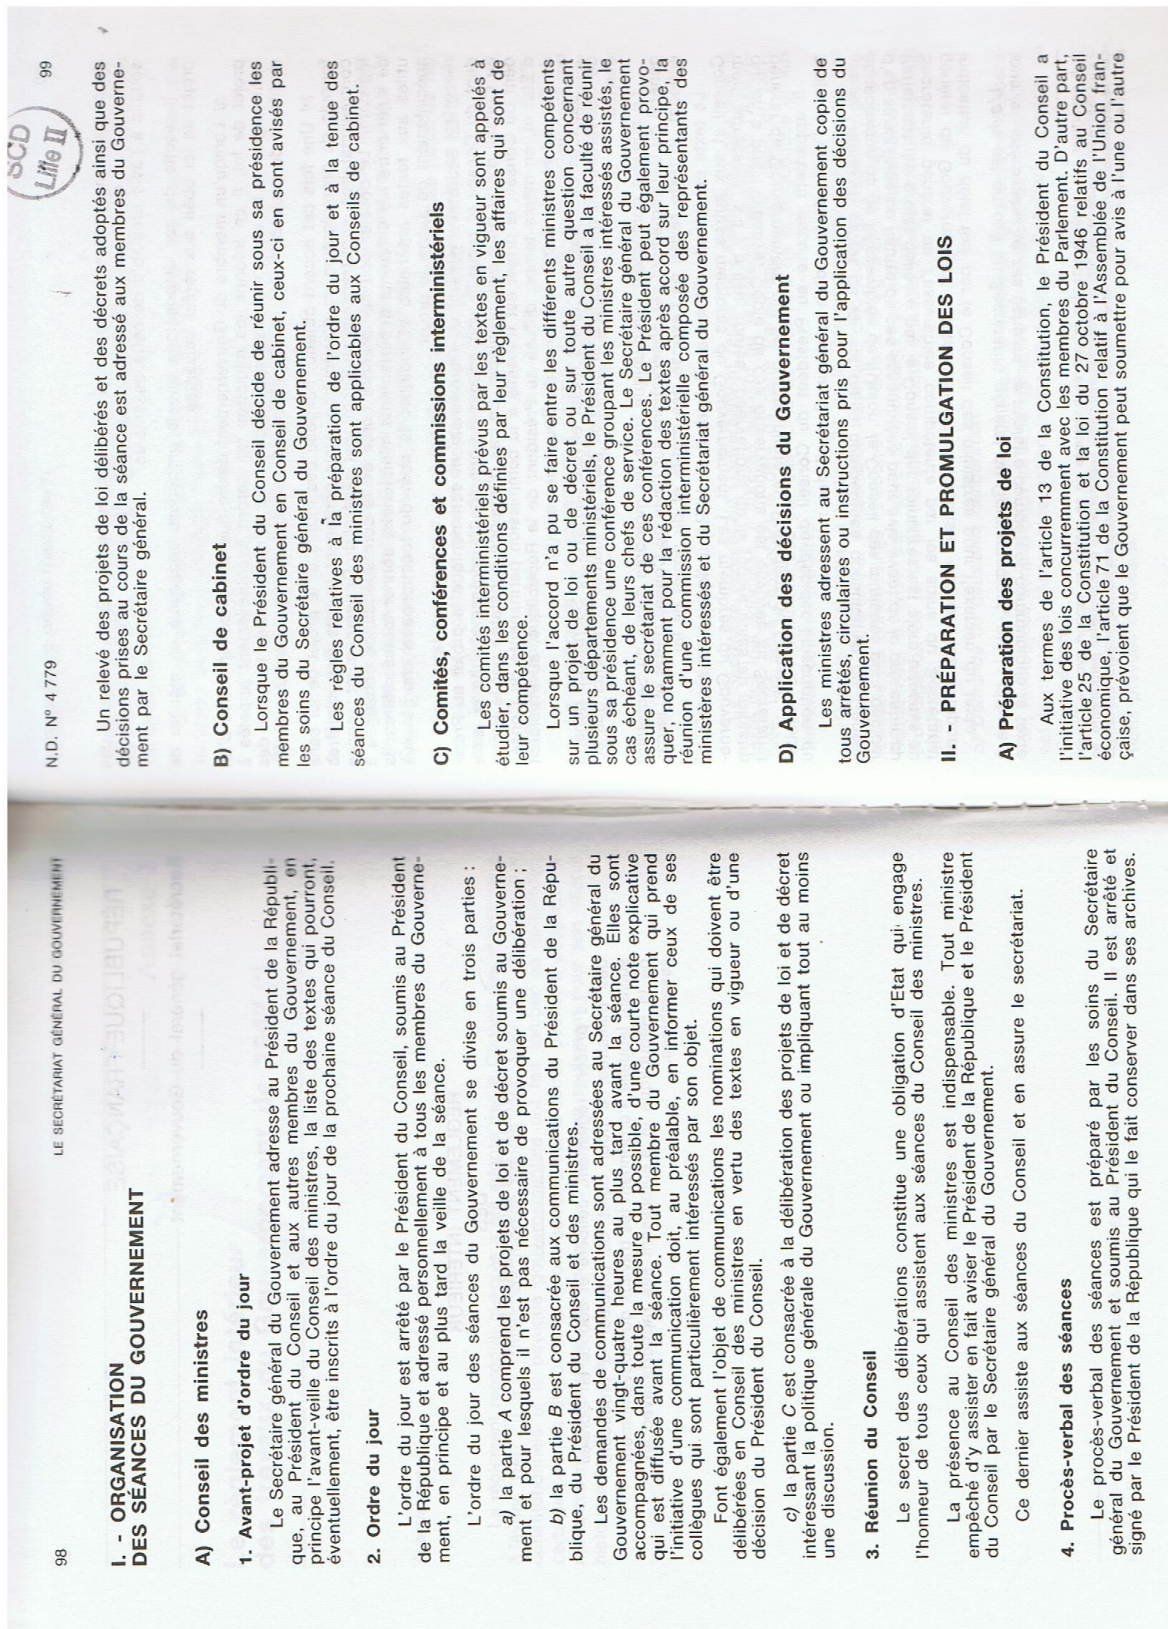 98
LE SECRÉTARIAT GÉNÉRAL DU GOUVERNEMENT
I. - ORGANISATION
DES SÉANCES DU GOUVERNEMENT
A) Conseil des ministres
1. Avant-projet d'ordre du jour
Le Secrétaire général du Gouvernement adresse au Président de la Républi-
que, au Président du Conseil et aux autres membres du Gouvernement, en
principe l'avant-veille du Conseil des ministres, la liste des textes qui pourront,
éventuellement, être inscrits à l'ordre du jour de la prochaine séance du Conseil.
2. Ordre du jour
L'ordre du jour est arrêté par le Président du Conseil, soumis au Président
de la République et adressé personnellement à tous les membres du Gouverne-
ment, en principe et au plus tard la veille de la séance.
L'ordre du jour des séances du Gouvernement se divise en trois parties :
a) la partie A comprend les projets de loi et de décret soumis au Gouverne-
ment et pour lesquels il n'est pas nécessaire de provoquer une délibération ;
b) la partie B est consacrée aux communications du Président de la Répu-
blique, du Président du Conseil et des ministres.
Les demandes de communications sont adressées au Secrétaire général du
Gouvernement vingt-quatre heures au plus tard avant la séance. Elles sont
accompagnées, dans toute la mesure du possible, d'une courte note explicative
qui est diffusée avant la séance. Tout membre du Gouvernement qui prend
l'initiative d'une communication doit, au préalable, en informer ceux de ses
collègues qui sont particulièrement intéressés par son objet.
Font également l'objet de communications les nominations qui doivent être
délibérées en Conseil des ministres en vertu des textes en vigueur ou d'une
décision du Président du Conseil.
c) la partie C est consacrée à la délibération des projets de loi et de décret
intéressant la politique générale du Gouvernement ou impliquant tout au moins
une discussion.
3. Réunion du Conseil
Le secret des délibérations constitue une obligation d'Etat qui engage
l'honneur de tous ceux qui assistent aux séances du Conseil des ministres.
La présence au Conseil des ministres est indispensable. Tout ministre
empêché d'y assister en fait aviser le Président de la République et le Président
du Conseil par le Secrétaire général du Gouvernement.
Ce dernier assiste aux séances du Conseil et en assure le secrétariat.
4. Procès-verbal des séances
Le procès-verbal des séances est préparé par les soins du Secrétaire
général du Gouvernement et soumis au Président du Conseil. Il est arrêté et
signé par le Président de la République qui le fait conserver dans ses archives.
N.D. N° 4 779
99
SCD
Lille II
Un relevé des projets de loi délibérés et des décrets adoptés ainsi que des
décisions prises au cours de la séance est adressé aux membres du Gouverne-
ment par le Secrétaire général.
B) Conseil de cabinet
Lorsque le Président du Conseil décide de réunir sous sa présidence les
membres du Gouvernement en Conseil de cabinet, ceux-ci en sont avisés par
les soins du Secrétaire général du Gouvernement.
Les règles relatives à la préparation de l'ordre du jour et à la tenue des
séances du Conseil des ministres sont applicables aux Conseils de cabinet.
C) Comités, conférences et commissions interministériels
Les comités interministériels prévus par les textes en vigueur sont appelés à
étudier, dans les conditions définies par leur règlement, les affaires qui sont de
leur compétence.
Lorsque l'accord n'a pu se faire entre les différents ministres compétents
sur un projet de loi ou de décret ou sur toute autre question concernant
plusieurs départements ministériels, le Président du Conseil a la faculté de réunir
sous sa présidence une conférence groupant les ministres intéressés assistés, le
cas échéant, de leurs chefs de service. Le Secrétaire général du Gouvernement
assure le secrétariat de ces conférences. Le Président peut également provo-
quer, notamment pour la rédaction des textes après accord sur leur principe, la
réunion d'une commission interministérielle composée des représentants des
ministères intéressés et du Secrétariat général du Gouvernement.
D) Application des décisions du Gouvernement
Les ministres adressent au Secrétariat général du Gouvernement copie de
tous arrêtés, circulaires ou instructions pris pour l'application des décisions du
Gouvernement.
II. - PRÉPARATION ET PROMULGATION DES LOIS
A) Préparation des projets de loi
Aux termes de l'article 13 de la Constitution, le Président du Conseil a
l'initiative des lois concurremment avec les membres du Parlement. D'autre part,
l'article 25 de la Constitution et la loi du 27 octobre 1946 relatifs au Conseil
économique, l'article 71 de la Constitution relatif à l'Assemblée de l'Union fran-
çaise, prévoient que le Gouvernement peut soumettre pour avis à l'une ou l'autre